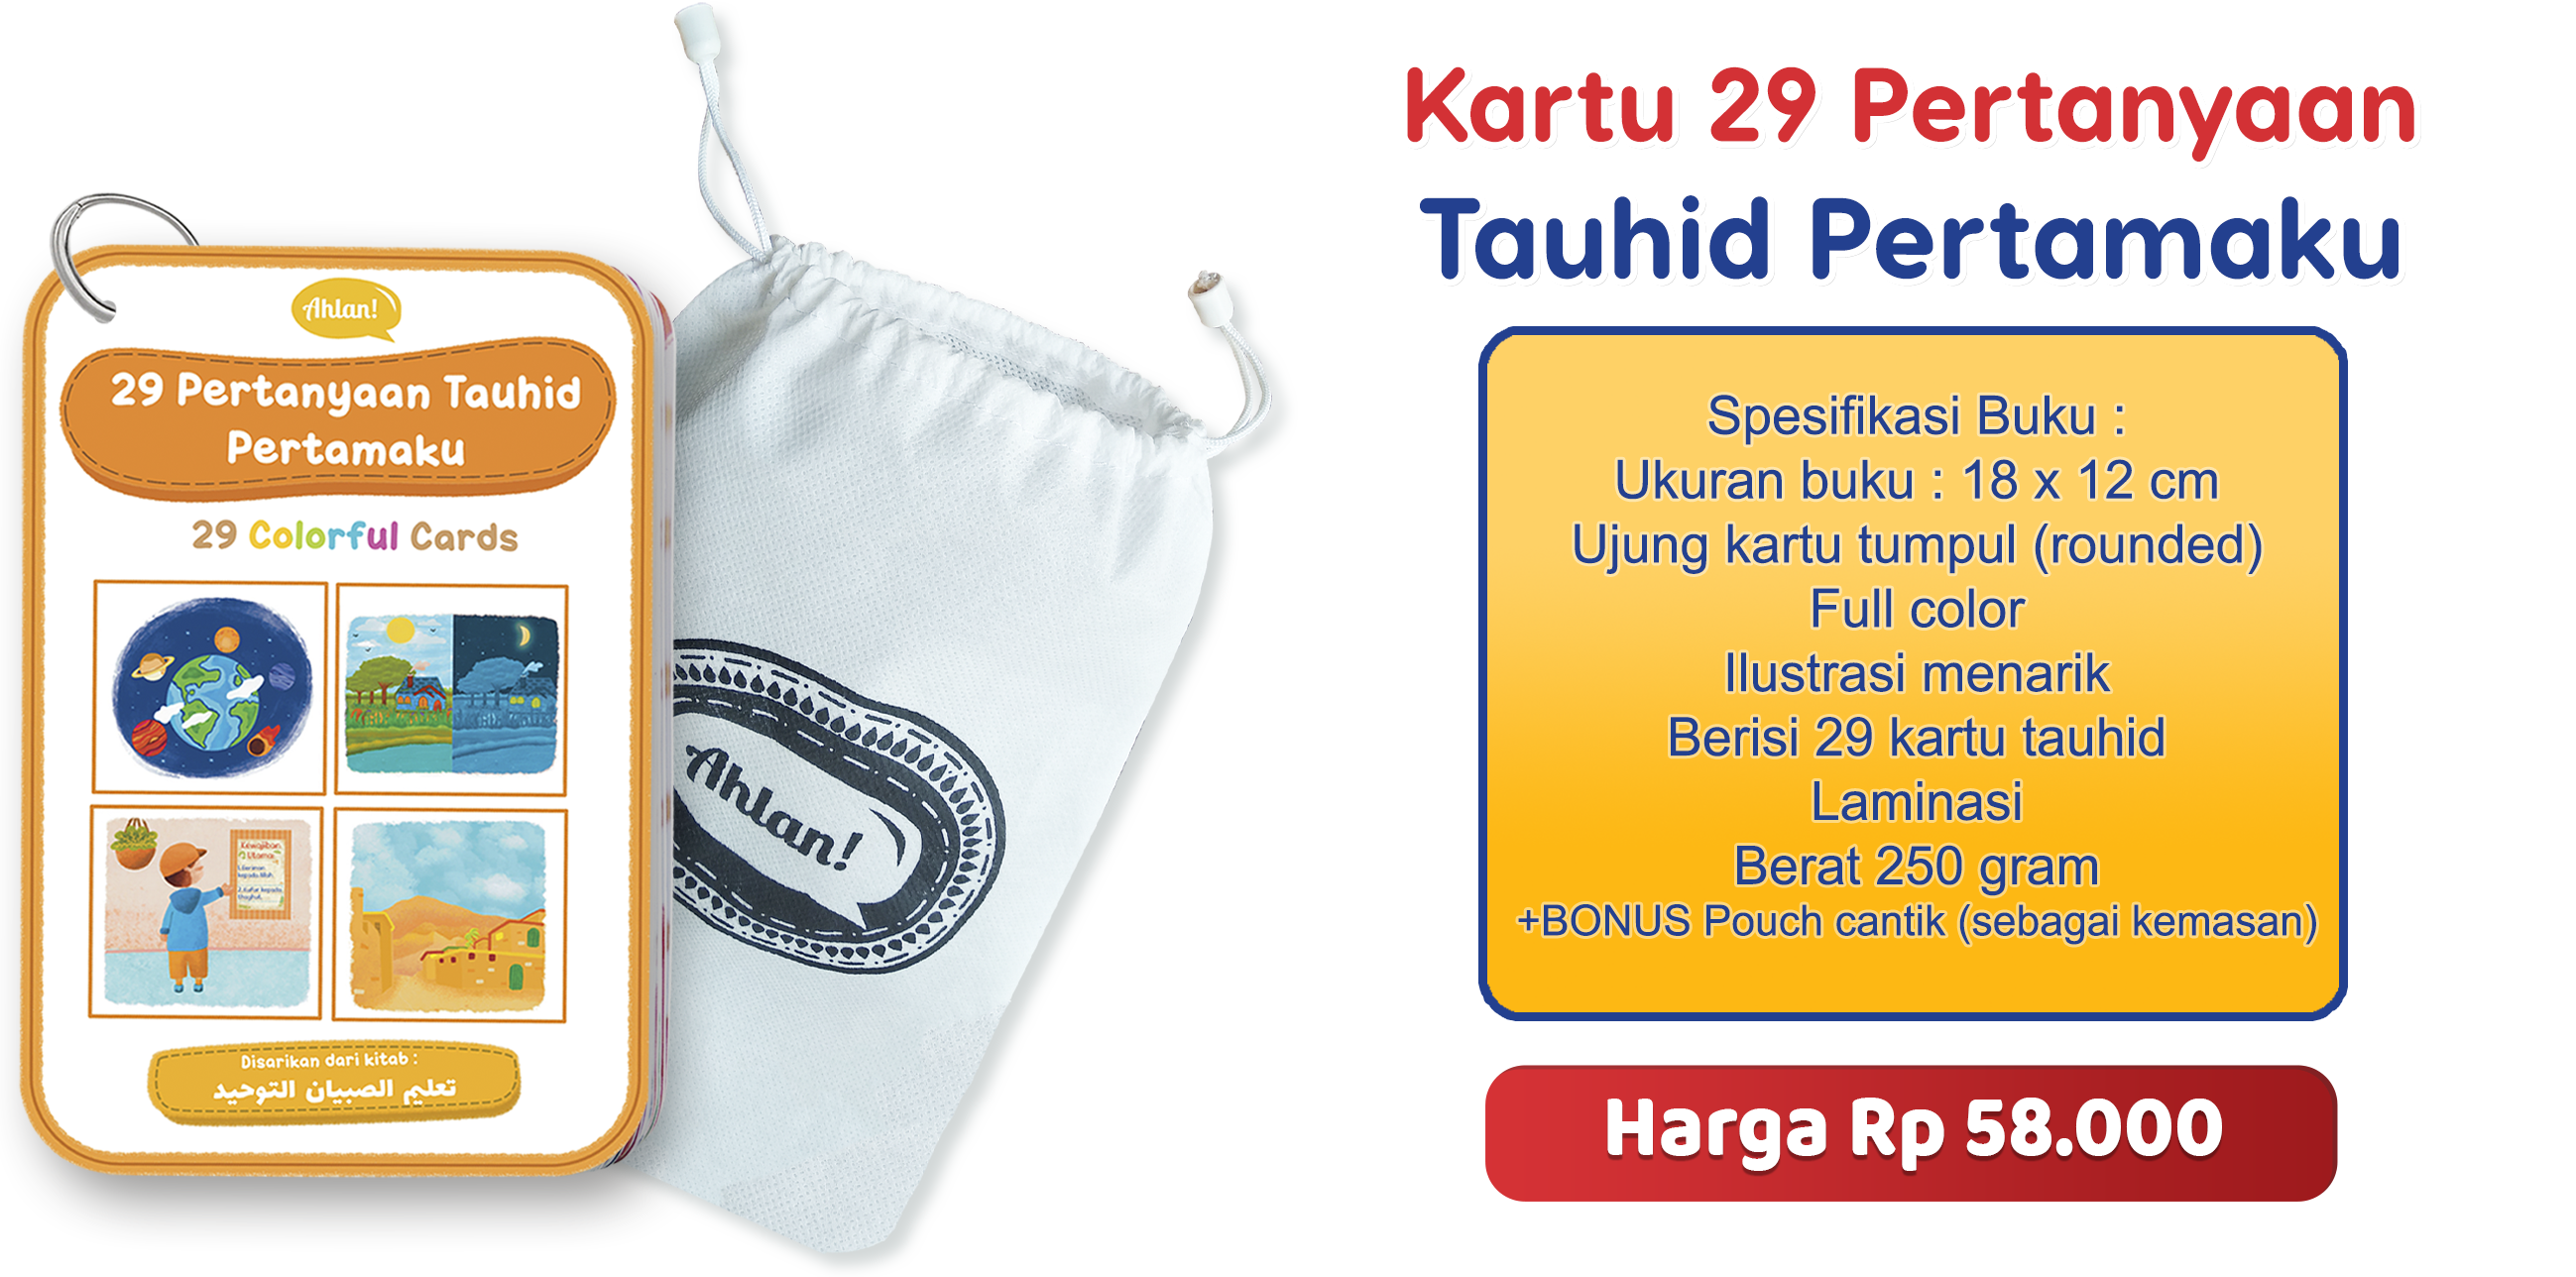 Kartu 29 Pertanyaan
Tauhid Pertamaku
Ahlan!
29 Pertanyaan Tauhid
Pertamaku
29 Colorful Cards
Kewajiban
Utama
Disarikan dari kitab :
تعليم الصبيان التوحيد
Ahlan!
Spesifikasi Buku :
Ukuran buku : 18 x 12 cm
Ujung kartu tumpul (rounded)
Full color
Ilustrasi menarik
Berisi 29 kartu tauhid
Laminasi
Berat 250 gram
+BONUS Pouch cantik (sebagai kemasan)
Harga Rp 58.000